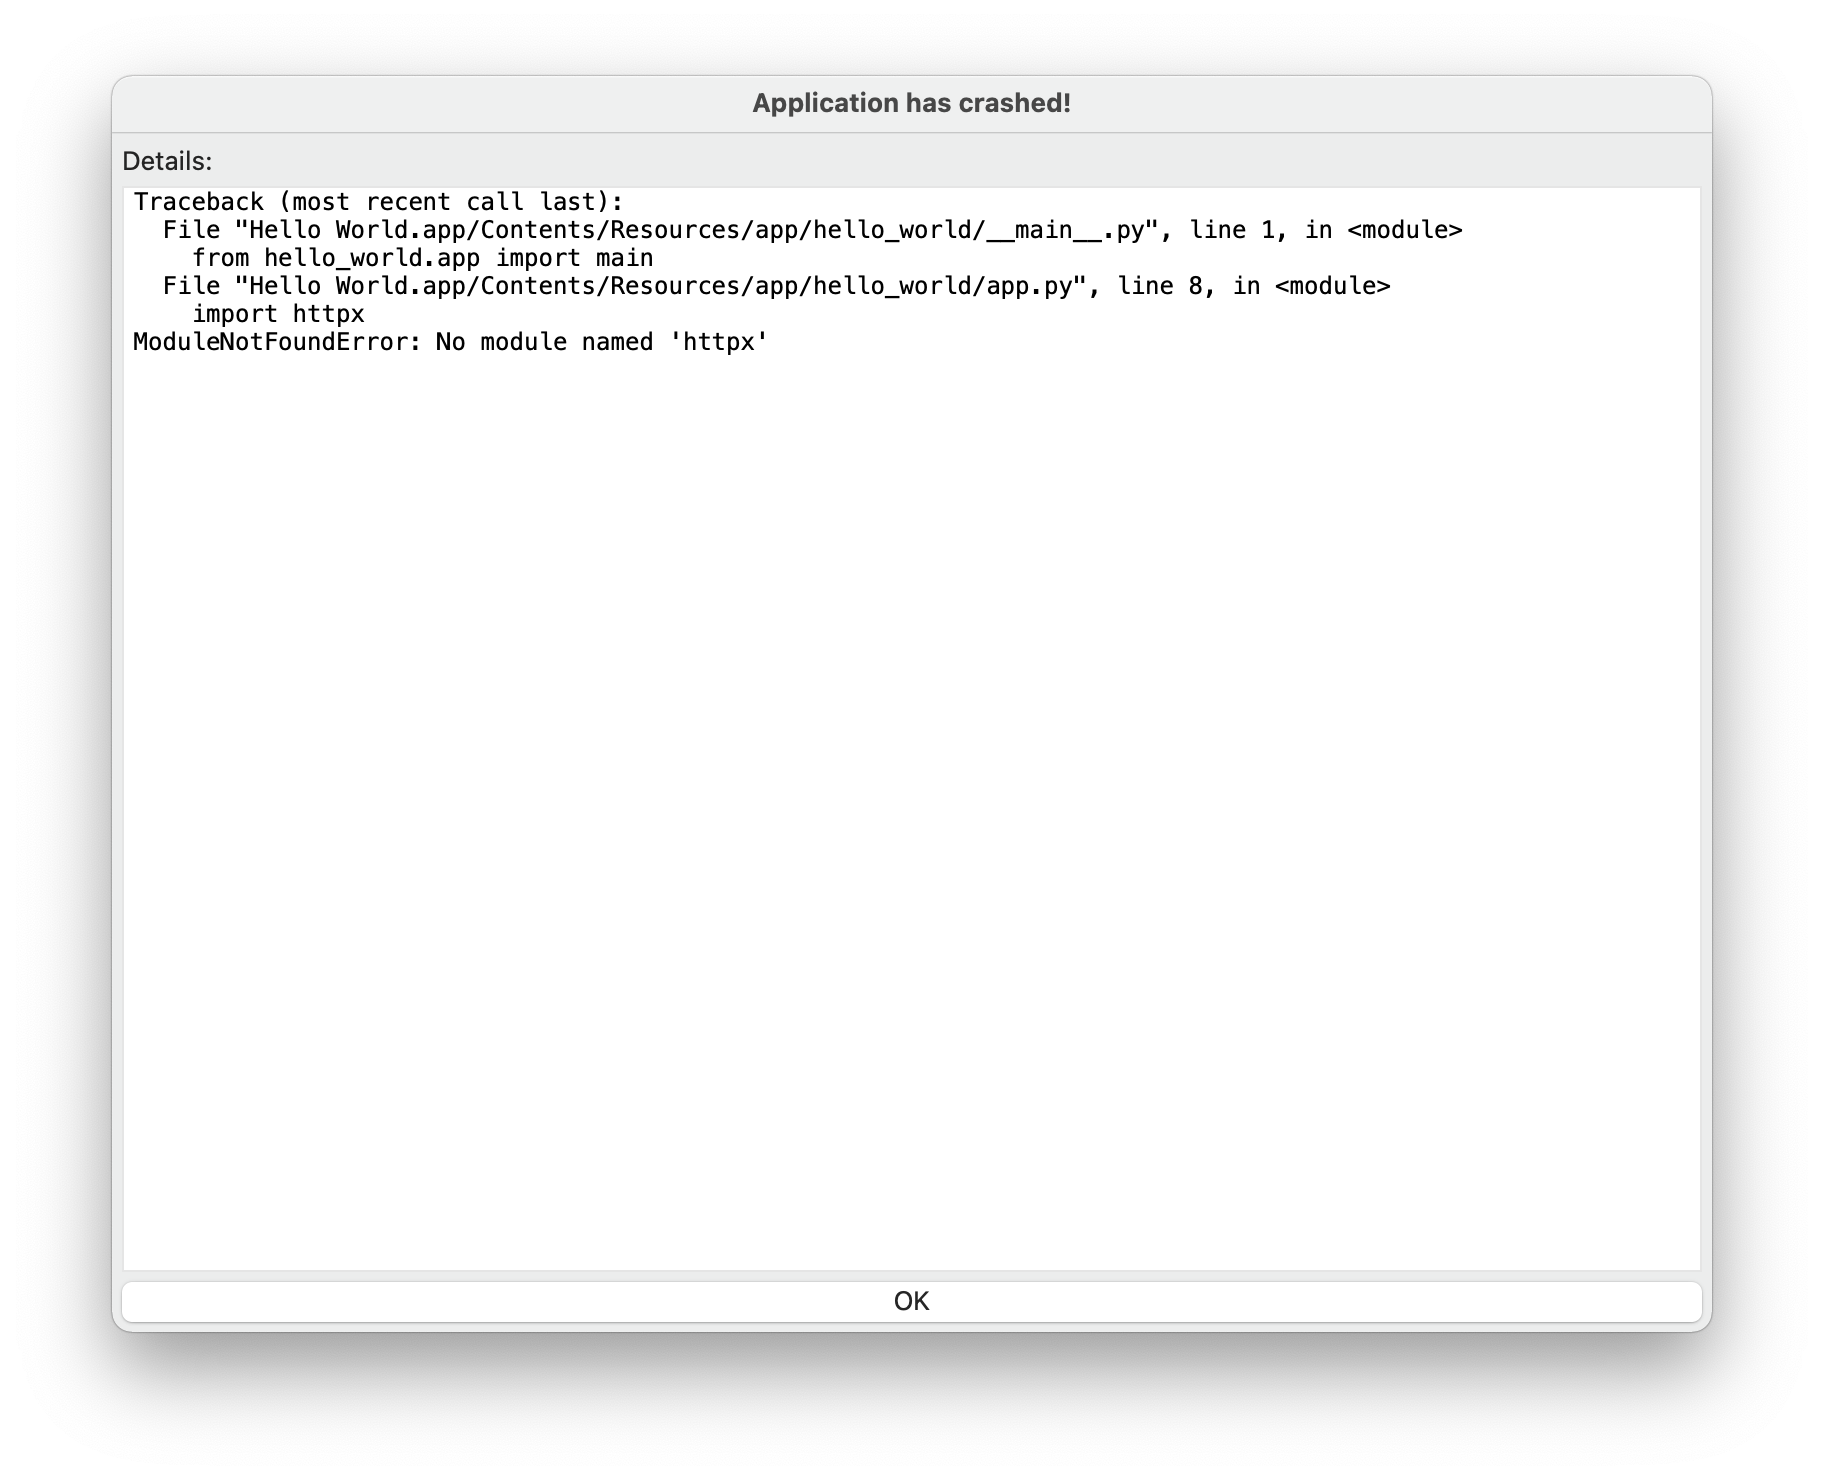 Application has crashed!
Details:
Traceback (most recent call last):
  File "Hello World.app/Contents/Resources/app/hello_world/__main__.py", line 1, in <module>
    from hello_world.app import main
  File "Hello World.app/Contents/Resources/app/hello_world/app.py", line 8, in <module>
    import httpx
ModuleNotFoundError: No module named 'httpx'
OK